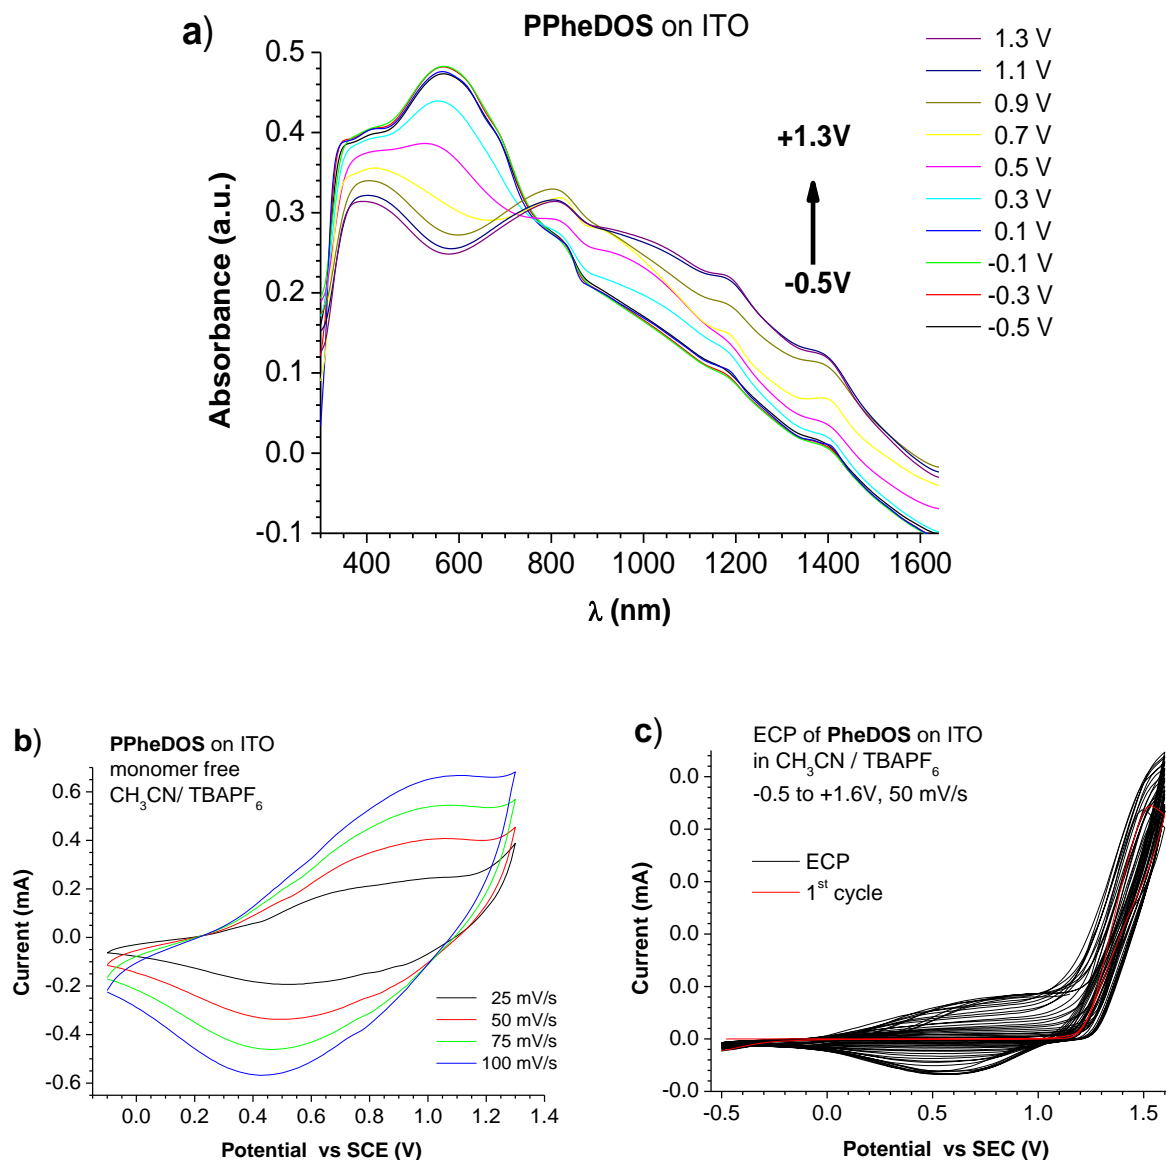 a)
PPheDOS on ITO
0.5
0.4
0.3
0.2
0.1
0.0
-0.1
Absorbance (a.u.)
400 600 800 1000 1200 1400 1600
λ (nm)
+1.3V
-0.5V
1.3 V
1.1 V
0.9 V
0.7 V
0.5 V
0.3 V
0.1 V
-0.1 V
-0.3 V
-0.5 V
b)
PPheDOS on ITO
monomer free
CH3CN/ TBAPF6
0.6
0.4
0.2
0.0
-0.2
-0.4
-0.6
Current (mA)
25 mV/s
50 mV/s
75 mV/s
100 mV/s
0.0 0.2 0.4 0.6 0.8 1.0 1.2 1.4
Potential vs SCE (V)
c)
ECP of PheDOS on ITO
in CH3CN / TBAPF6
-0.5 to +1.6V, 50 mV/s
ECP
1st cycle
0.0
0.0
0.0
0.0
0.0
0.0
-0.0
Current (mA)
-0.5 0.0 0.5 1.0 1.5
Potential vs SEC (V)